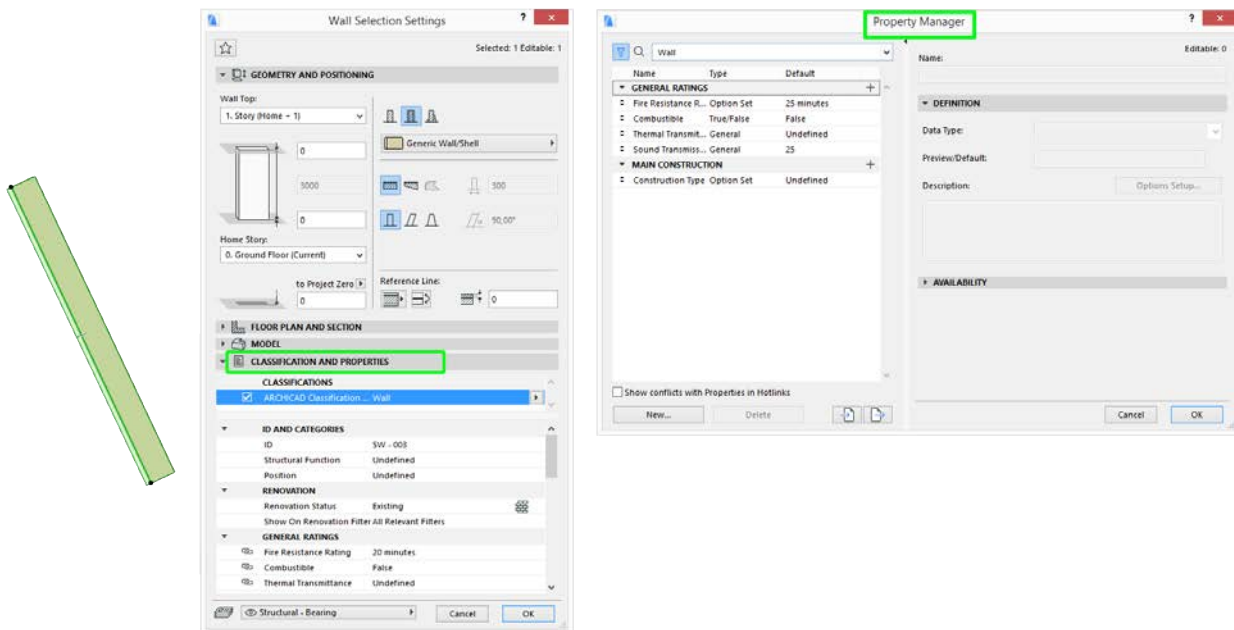 Wall Selection Settings
?
×
Selected: 1 Editable: 1
GEOMETRY AND POSITIONING
Wall Top:
1. Story (Home + 1)
0
Generic Wall/Shell
3000
300
0
50,00°
Home Story:
0. Ground Floor (Current)
to Project Zero
Reference Line:
0
0
FLOOR PLAN AND SECTION
MODEL
CLASSIFICATION AND PROPERTIES
CLASSIFICATIONS
ARCHICAD Classification ... Wall
ID AND CATEGORIES
ID SW - 003
Structural Function Undefined
Position Undefined
RENOVATION
Renovation Status Existing
Show On Renovation Filter All Relevant Filters
GENERAL RATINGS
Fire Resistance Rating 20 minutes
Combustible False
Thermal Transmittance Undefined
Structural - Bearing
Cancel
OK
Property Manager
?
×
Editable: 0
Wall
Name Type Default
GENERAL RATINGS
Fire Resistance R... Option Set 25 minutes
Combustible True/False False
Thermal Transmit... General Undefined
Sound Transmiss... General 25
MAIN CONSTRUCTION
Construction Type Option Set Undefined
Show conflicts with Properties in Hotlinks
New...
Delete
Name:
DEFINITION
Data Type:
Preview/Default:
Description:
Options Setup...
AVAILABILITY
Cancel
OK